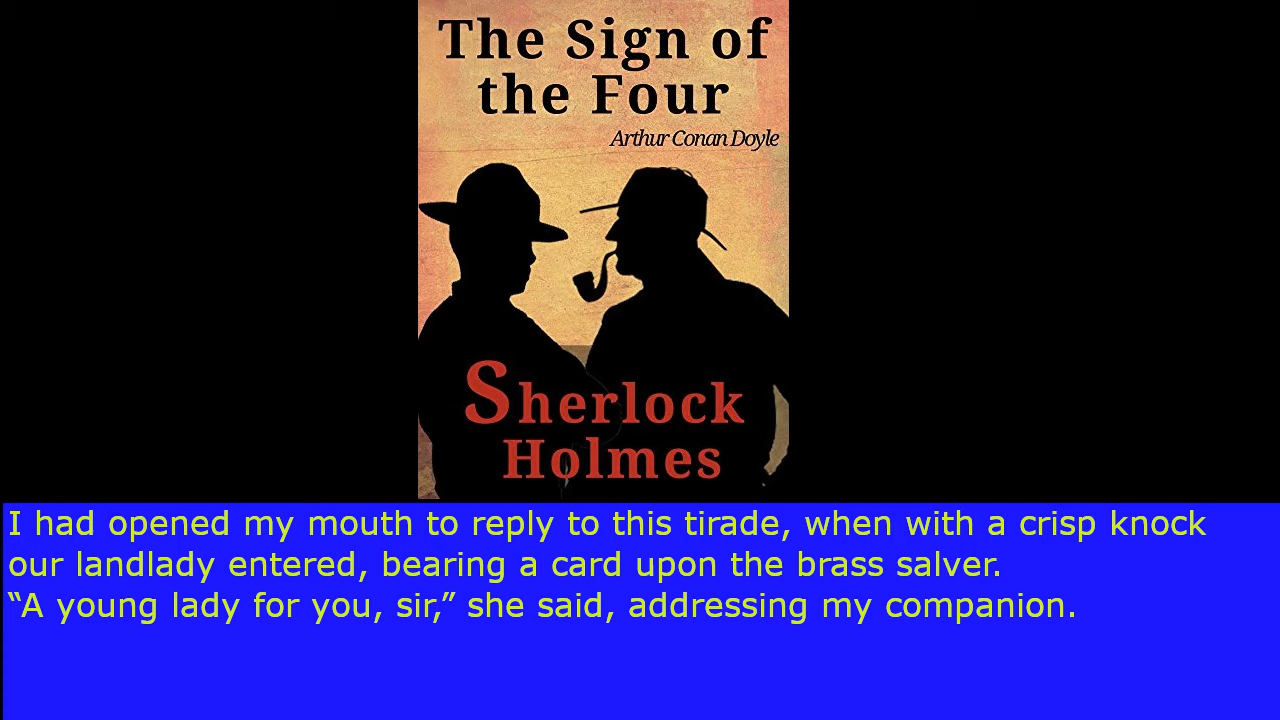 The Sign of
the Four
Arthur Conan Doyle
Sherlock
Holmes
I had opened my mouth to reply to this tirade, when with a crisp knock
our landlady entered, bearing a card upon the brass salver.
“A young lady for you, sir,” she said, addressing my companion.